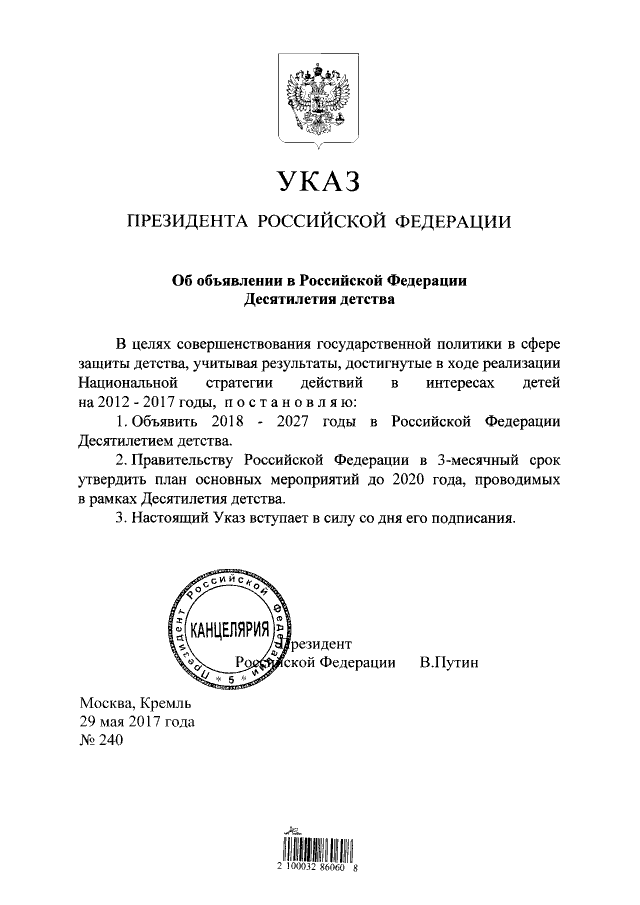 УКАЗ
ПРЕЗИДЕНТА РОССИЙСКОЙ ФЕДЕРАЦИИ
Об объявлении в Российской Федерации
Десятилетия детства
В целях совершенствования государственной политики в сфере
защиты детства, учитывая результаты, достигнутые в ходе реализации
Национальной стратегии действий в интересах детей
на 2012 - 2017 годы, п о с т а н о в л я ю:
1. Объявить 2018 - 2027 годы в Российской Федерации
Десятилетием детства.
2. Правительству Российской Федерации в 3-месячный срок
утвердить план основных мероприятий до 2020 года, проводимых
в рамках Десятилетия детства.
3. Настоящий Указ вступает в силу со дня его подписания.
Президент Российской Федерации * 5 *
КАНЦЕЛЯРИЯ
Президент
Российской Федерации В.Путин
Москва, Кремль
29 мая 2017 года
№ 240
2 100032 86060 8